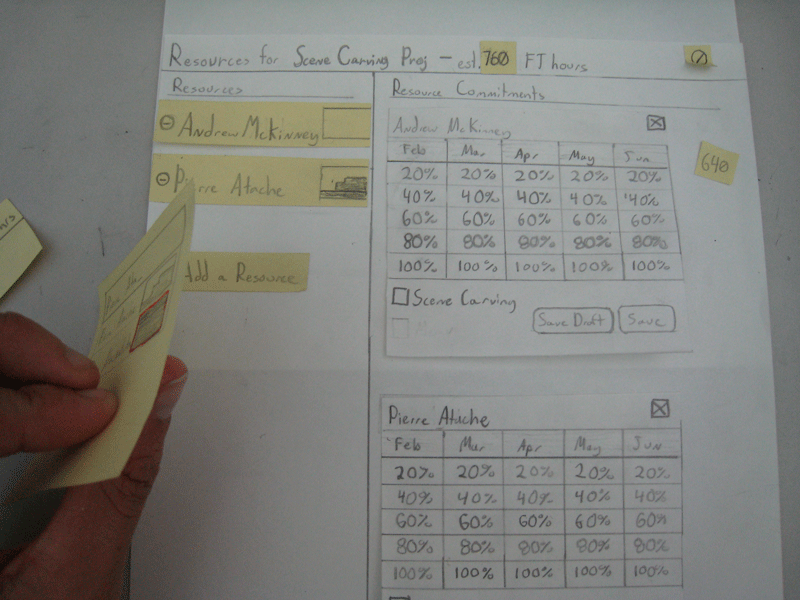 Resources for Scene Carving Proj – est. 760 FT hours
Resources
Andrew McKinney
Pierre Atache
Add a Resource
Resource Commitments
Andrew McKinney
Feb Mar Apr May Jun
20% 20% 20% 20% 20%
40% 40% 40% 40% 40%
60% 60% 60% 60% 60%
80% 80% 80% 80% 80%
100% 100% 100% 100% 100%
Scene Carving
Save Draft Save
640
Pierre Atache
Feb Mar Apr May Jun
20% 20% 20% 20% 20%
40% 40% 40% 40% 40%
60% 60% 60% 60% 60%
80% 80% 80% 80% 80%
100% 100% 100% 100% 100%